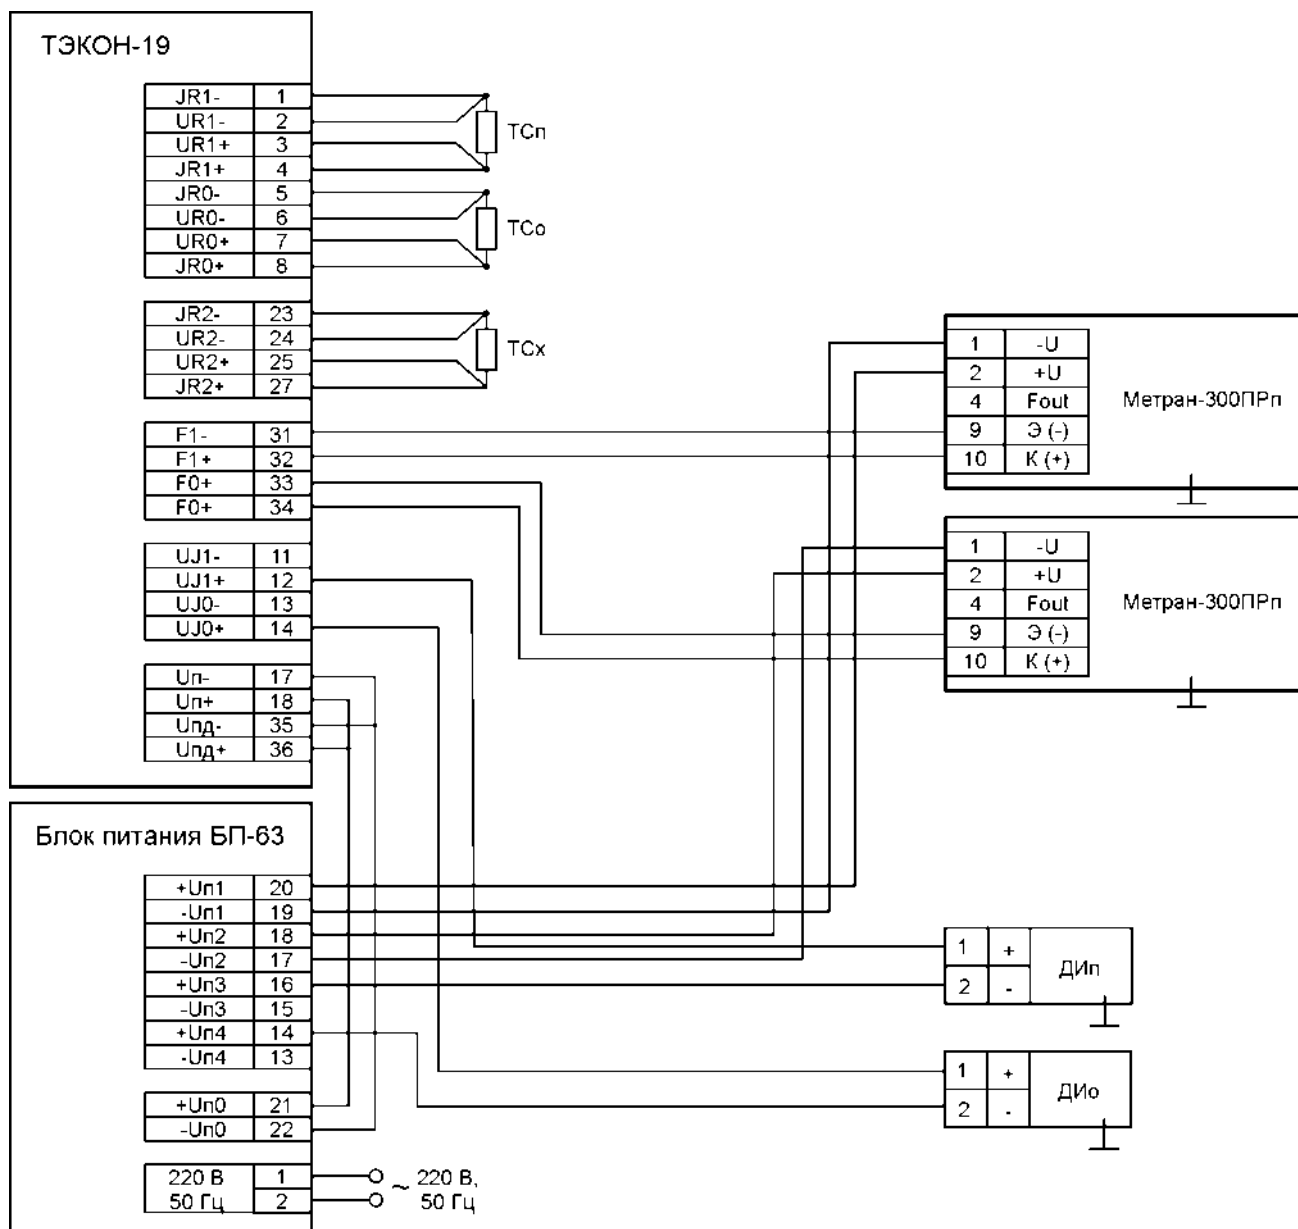 ТЭКОН-19
JR1- 1
UR1- 2
UR1+ 3
JR1+ 4
ТСп
JR0- 5
UR0- 6
UR0+ 7
JR0+ 8
ТСо
JR2- 23
UR2- 24
UR2+ 25
JR2+ 27
ТСх
F1- 31
F1+ 32
F0+ 33
F0+ 34
UJ1- 11
UJ1+ 12
UJ0- 13
UJ0+ 14
Uп- 17
Uп+ 18
Uпд- 35
Uпд+ 36
1 -U
2 +U
4 Fout
9 Э (-)
10 К (+)
Метран-300ПРп
1 -U
2 +U
4 Fout
9 Э (-)
10 К (+)
Метран-300ПРп
Блок питания БП-63
+Uп1 20
-Uп1 19
+Uп2 18
-Uп2 17
+Uп3 16
-Uп3 15
+Uп4 14
-Uп4 13
+Uп0 21
-Uп0 22
220 В 1
50 Гц 2
~ 220 В,
50 Гц
1 +
2 -
ДИп
1 +
2 -
ДИо